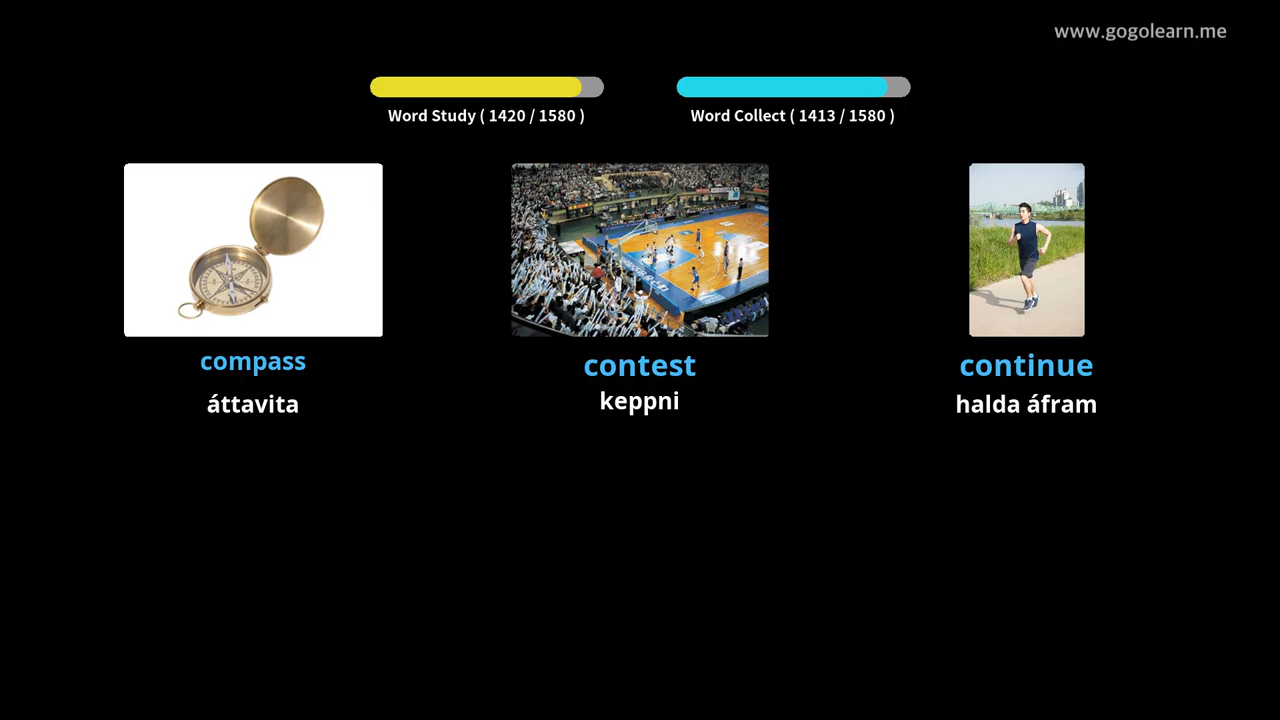 www.gogolearn.me
Word Study ( 1420 / 1580 )
Word Collect ( 1413 / 1580 )
compass
contest
continue
áttavita
keppni
halda áfram